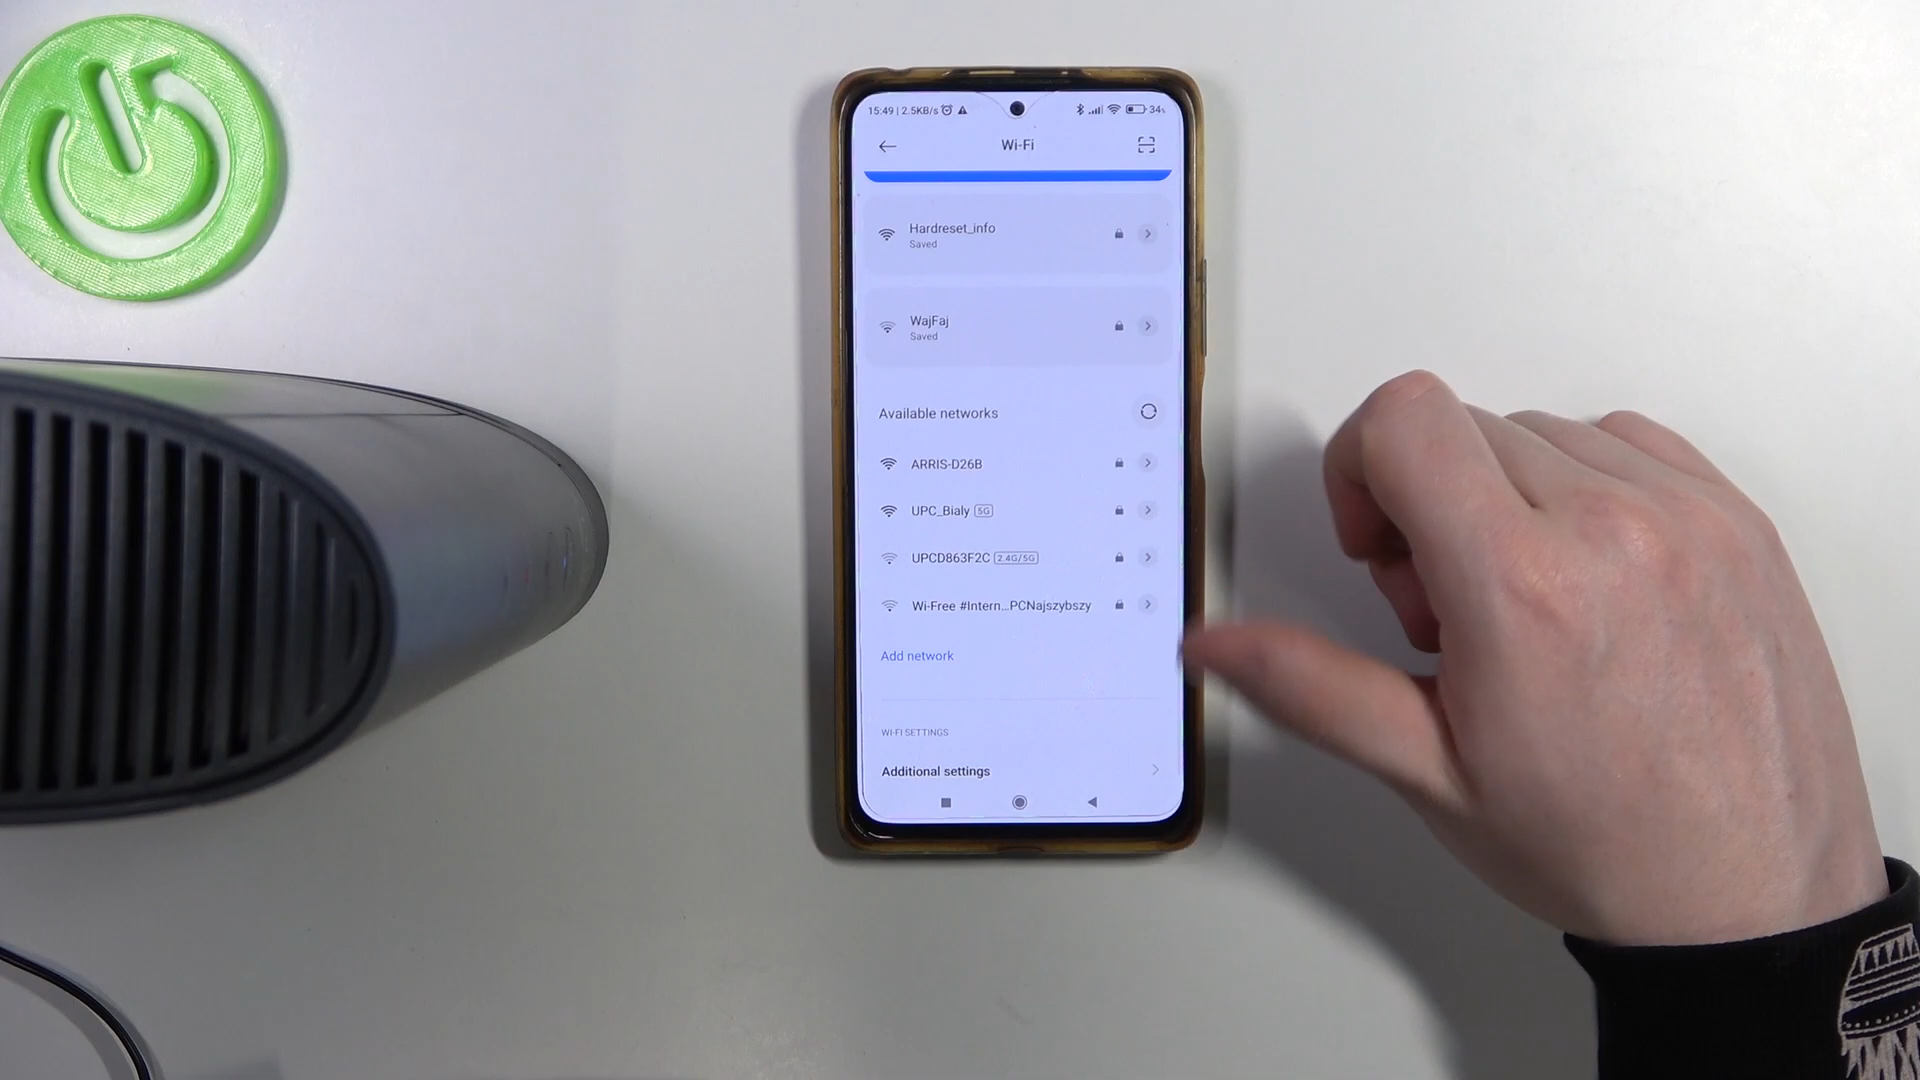 15:49 | 2.5KB/s 34%
Wi-Fi
Hardreset_info
Saved
WajFaj
Saved
Available networks
ARRIS-D26B
UPC_Bialy 5G
UPCD863F2C 2.4G/5G
Wi-Free #Intern...PCNajszybszy
Add network
WI-FI SETTINGS
Additional settings